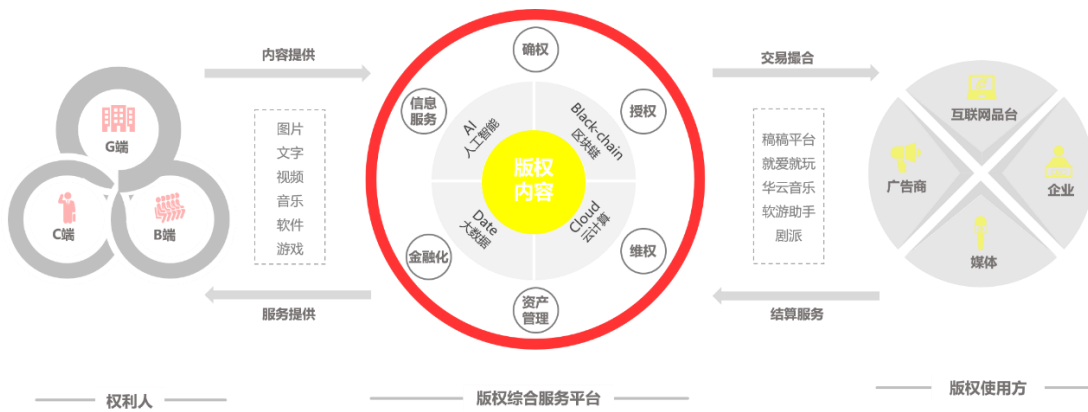 内容提供
G端
C端
B端
图片
文字
视频
音乐
软件
游戏
服务提供
权利人
确权
信息
服务
授权
AI
人工智能
Black-chain
区块链
版权
内容
Date
大数据
Cloud
云计算
金融化
维权
资产
管理
版权综合服务平台
交易撮合
稿稿平台
就爱就玩
华云音乐
软游助手
剧派
结算服务
互联网品台
广告商
企业
媒体
版权使用方